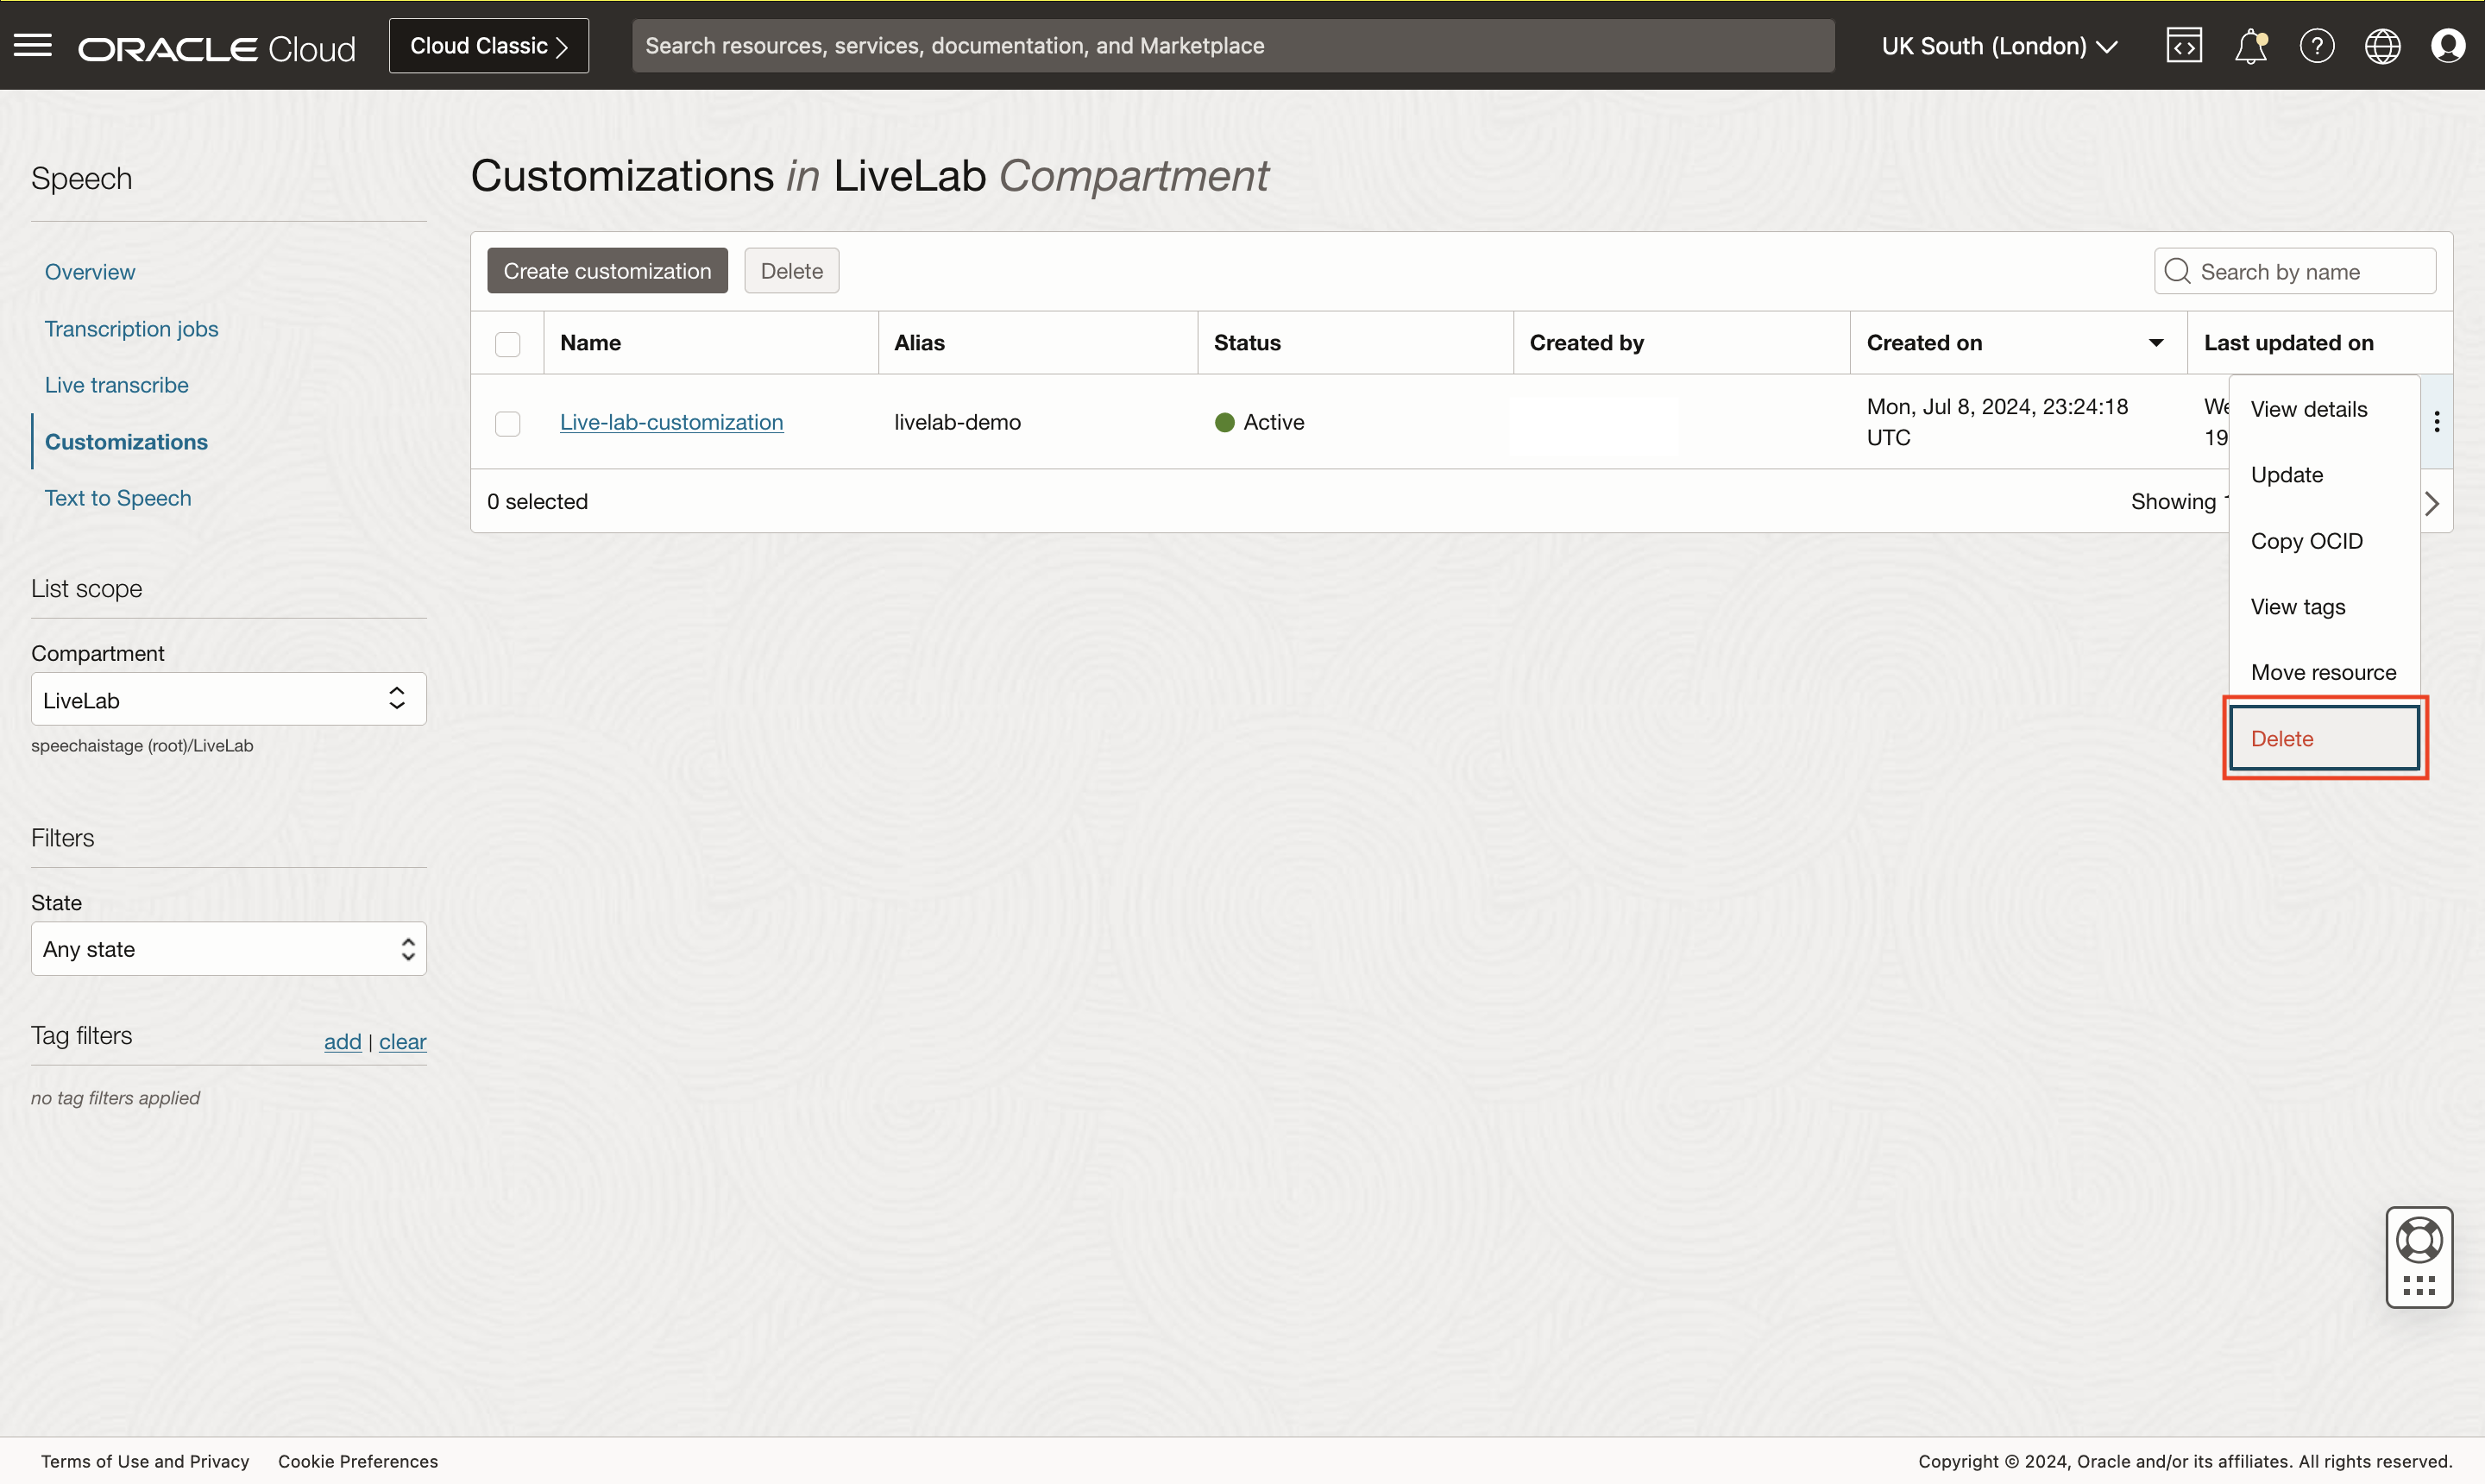 ORACLE Cloud
Cloud Classic
Search resources, services, documentation, and Marketplace
UK South (London)
Speech
Overview
Transcription jobs
Live transcribe
Customizations
Text to Speech
List scope
Compartment
LiveLab
speechaistage (root)/LiveLab
Filters
State
Any state
Tag filters
add | clear
no tag filters applied
Customizations in LiveLab Compartment
Create customization
Delete
Search by name
Name Alias Status Created by Created on Last updated on
Live-lab-customization livelab-demo Active Mon, Jul 8, 2024, 23:24:18
UTC
19
0 selected
Showing
View details
Update
Copy OCID
View tags
Move resource
Delete
Terms of Use and Privacy Cookie Preferences
Copyright © 2024, Oracle and/or its affiliates. All rights reserved.